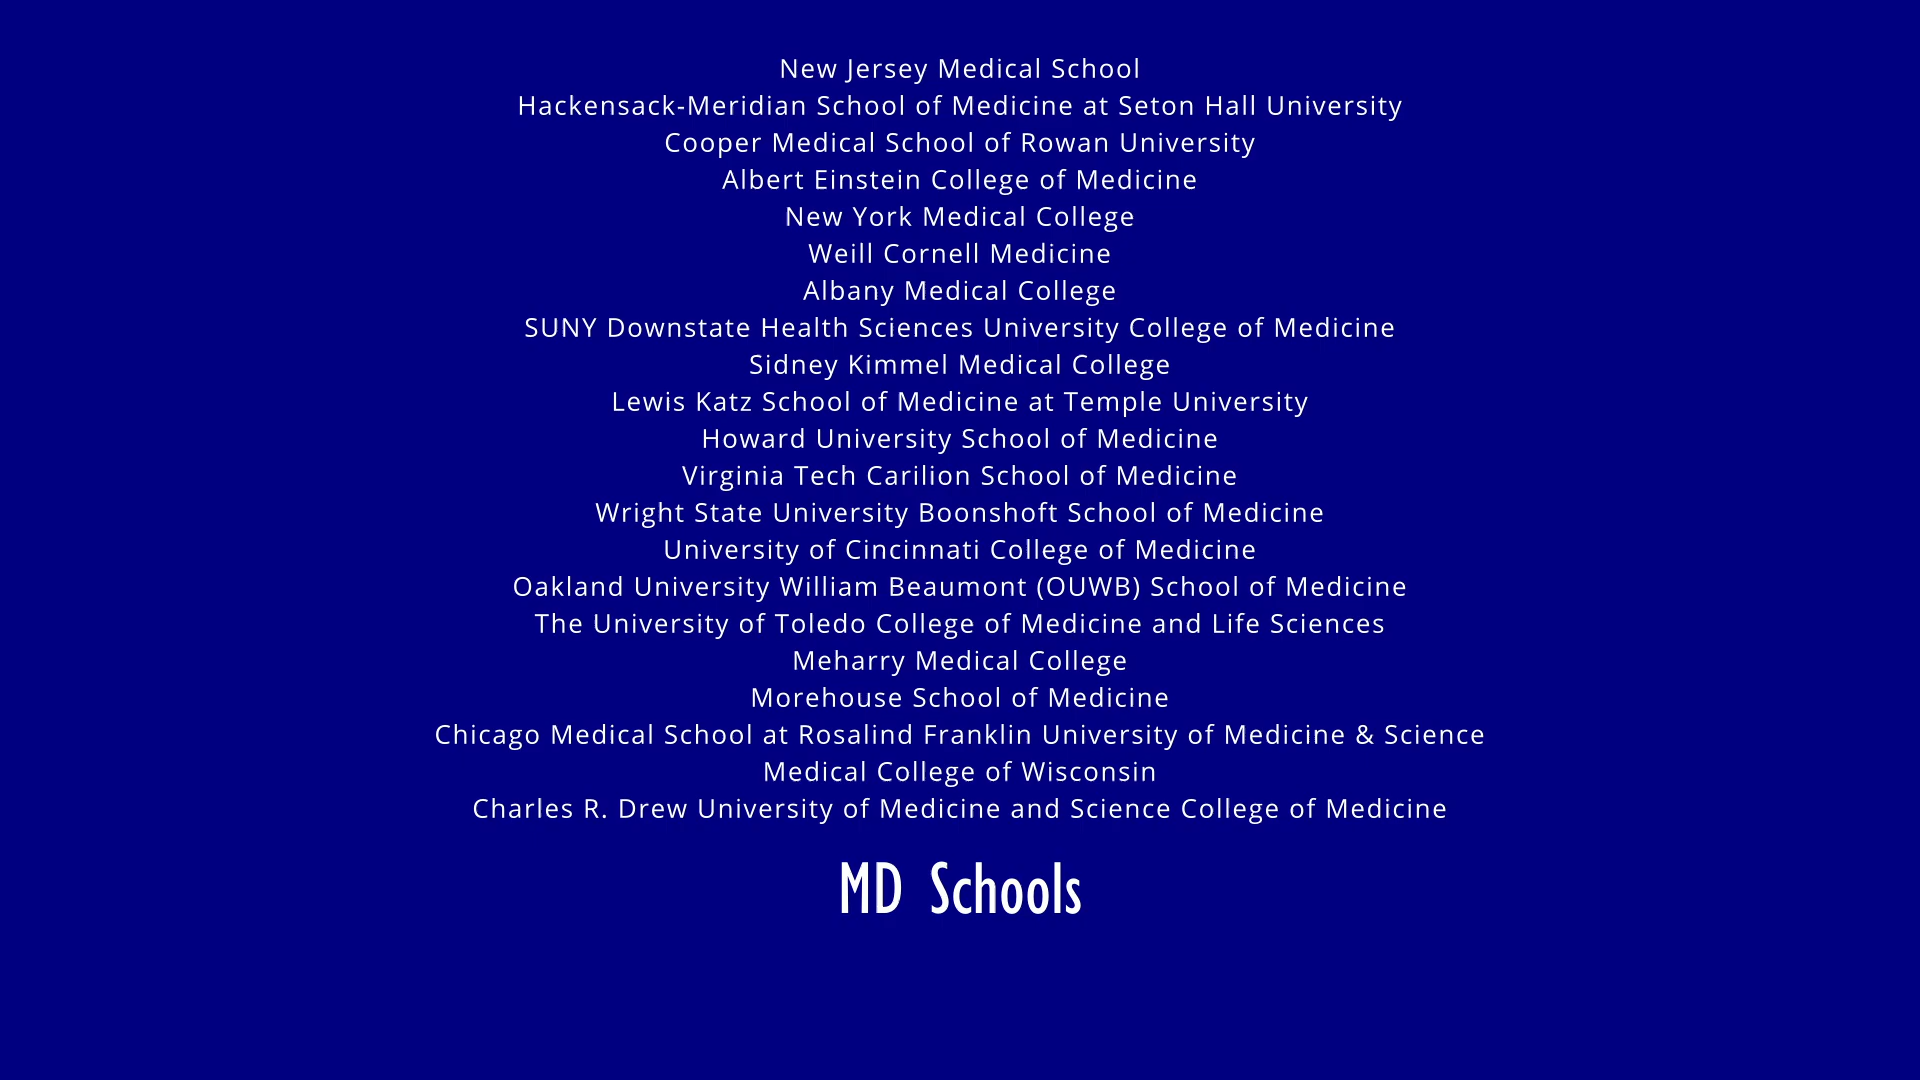 New Jersey Medical School
Hackensack-Meridian School of Medicine at Seton Hall University
Cooper Medical School of Rowan University
Albert Einstein College of Medicine
New York Medical College
Weill Cornell Medicine
Albany Medical College
SUNY Downstate Health Sciences University College of Medicine
Sidney Kimmel Medical College
Lewis Katz School of Medicine at Temple University
Howard University School of Medicine
Virginia Tech Carilion School of Medicine
Wright State University Boonshoft School of Medicine
University of Cincinnati College of Medicine
Oakland University William Beaumont (OUWB) School of Medicine
The University of Toledo College of Medicine and Life Sciences
Meharry Medical College
Morehouse School of Medicine
Chicago Medical School at Rosalind Franklin University of Medicine & Science
Medical College of Wisconsin
Charles R. Drew University of Medicine and Science College of Medicine
MD Schools